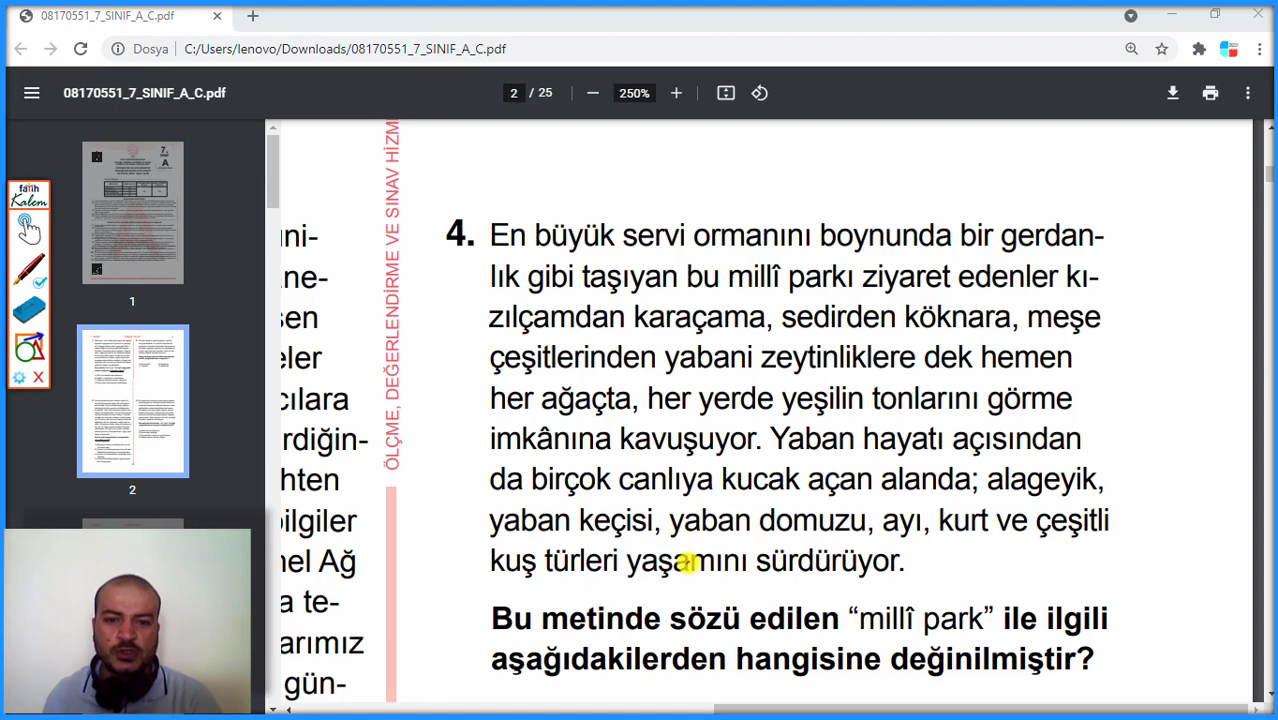 08170551_7_SINIF_A_C.pdf
Dosya
C:/Users/lenovo/Downloads/08170551_7_SINIF_A_C.pdf
08170551_7_SINIF_A_C.pdf
2 / 25
250%
7.
A
1
2
fatih
Kalem
ÖLÇME, DEĞERLENDİRME VE SINAV HİZM
ıni-
ne-
sen
eler
cılara
rdiğin-
hten
bilgiler
nel Ağ
a te-
arımız
gün-
4. En büyük servi ormanını boynunda bir gerdan-
lık gibi taşıyan bu millî parkı ziyaret edenler kı-
zılçamdan karaçama, sedirden köknara, meşe
çeşitlerinden yabani zeytinliklere dek hemen
her ağaçta, her yerde yeşilin tonlarını görme
imkânına kavuşuyor. Yaban hayatı açısından
da birçok canlıya kucak açan alanda; alageyik,
yaban keçisi, yaban domuzu, ayı, kurt ve çeşitli
kuş türleri yaşamını sürdürüyor.
Bu metinde sözü edilen “millî park” ile ilgili
aşağıdakilerden hangisine değinilmiştir?